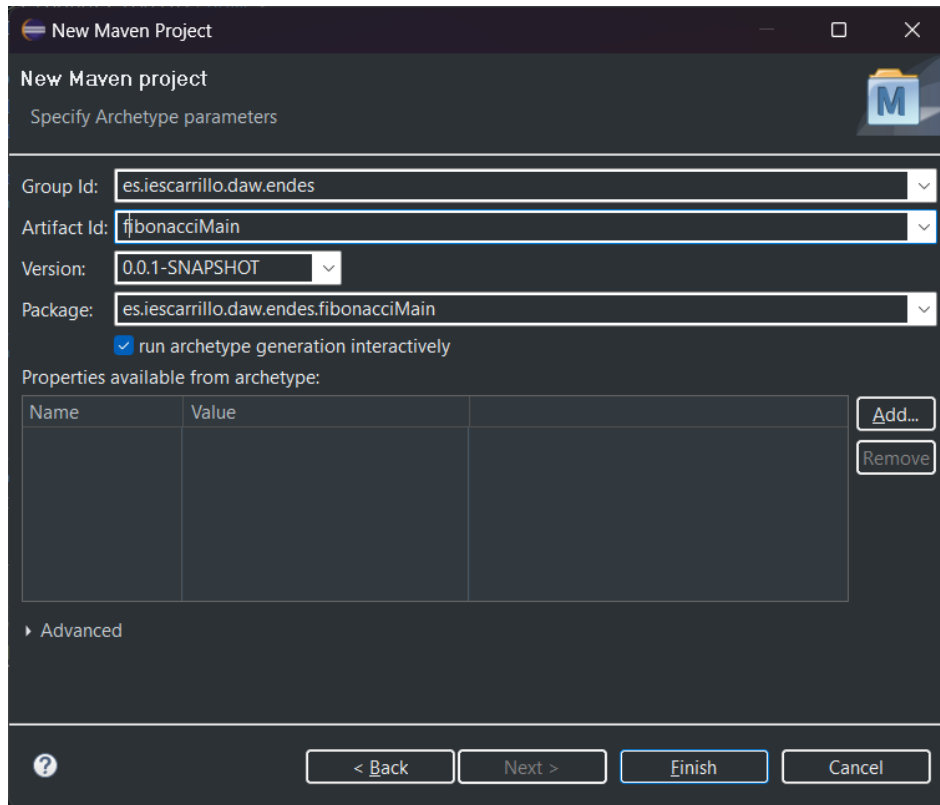 New Maven Project
New Maven project
Specify Archetype parameters
M
Group Id: es.iescarrillo.daw.endes
Artifact Id: fibonacciMain
Version: 0.0.1-SNAPSHOT
Package: es.iescarrillo.daw.endes.fibonacciMain
run archetype generation interactively
Properties available from archetype:
Name Value Add...
Remove
Advanced
? < Back Next > Finish Cancel